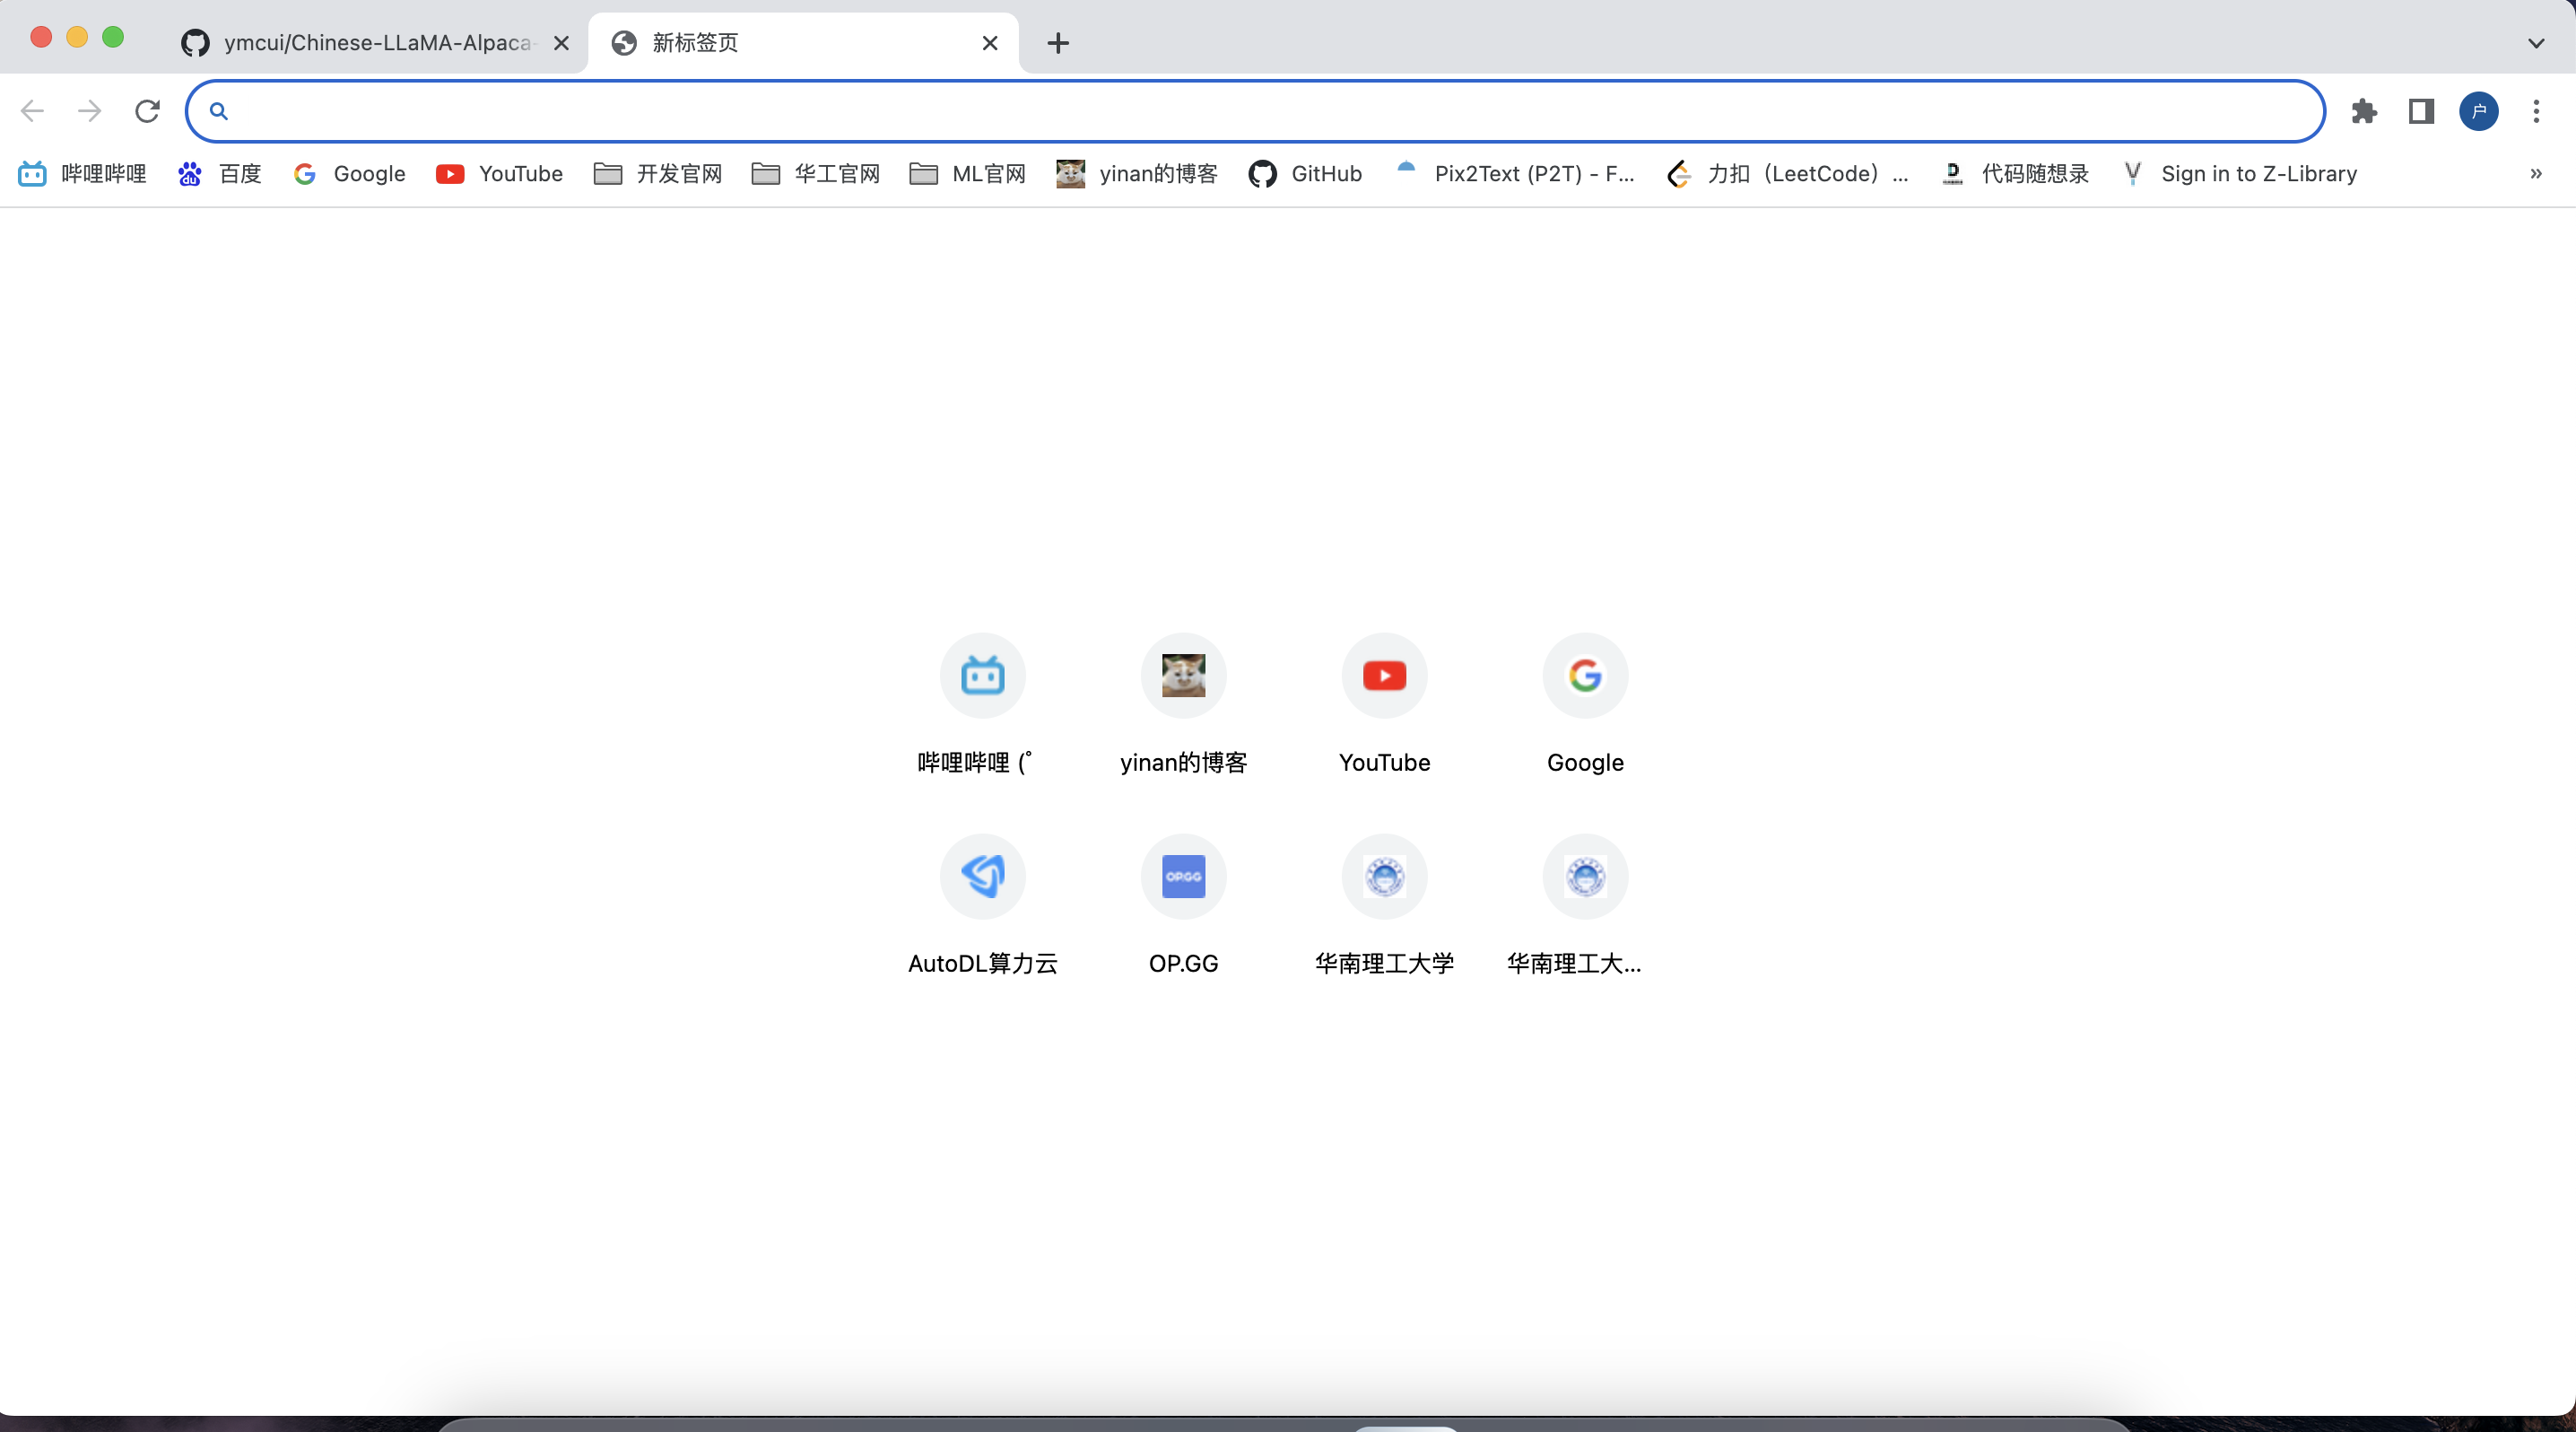 ymcui/Chinese-LLaMA-Alpaca-
新标签页
户
哔哩哔哩 百度 Google YouTube 开发官网 华工官网 ML官网 yinan的博客 GitHub Pix2Text (P2T) - F... 力扣（LeetCode）... 代码随想录 Sign in to Z-Library »
哔哩哔哩 (゜ yinan的博客 YouTube Google
OP.GG
AutoDL算力云 OP.GG 华南理工大学 华南理工大...